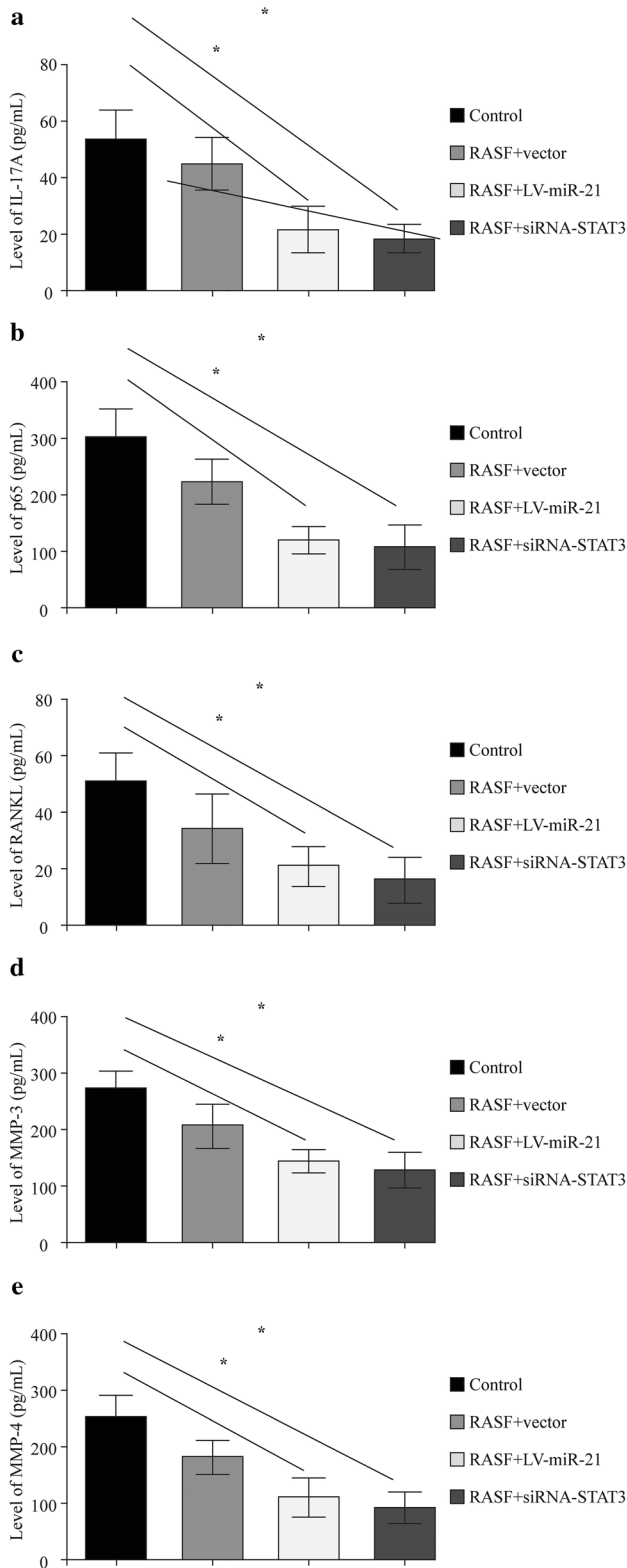 a
*
*
80
60
40
20
0
Level of IL-17A (pg/mL)
Control
RASF+vector
RASF+LV-miR-21
RASF+siRNA-STAT3
b
*
*
400
300
200
100
0
Level of p65 (pg/mL)
Control
RASF+vector
RASF+LV-miR-21
RASF+siRNA-STAT3
c
*
*
80
60
40
20
0
Level of RANKL (pg/mL)
Control
RASF+vector
RASF+LV-miR-21
RASF+siRNA-STAT3
d
*
*
400
300
200
100
0
Level of MMP-3 (pg/mL)
Control
RASF+vector
RASF+LV-miR-21
RASF+siRNA-STAT3
e
*
*
400
300
200
100
0
Level of MMP-4 (pg/mL)
Control
RASF+vector
RASF+LV-miR-21
RASF+siRNA-STAT3